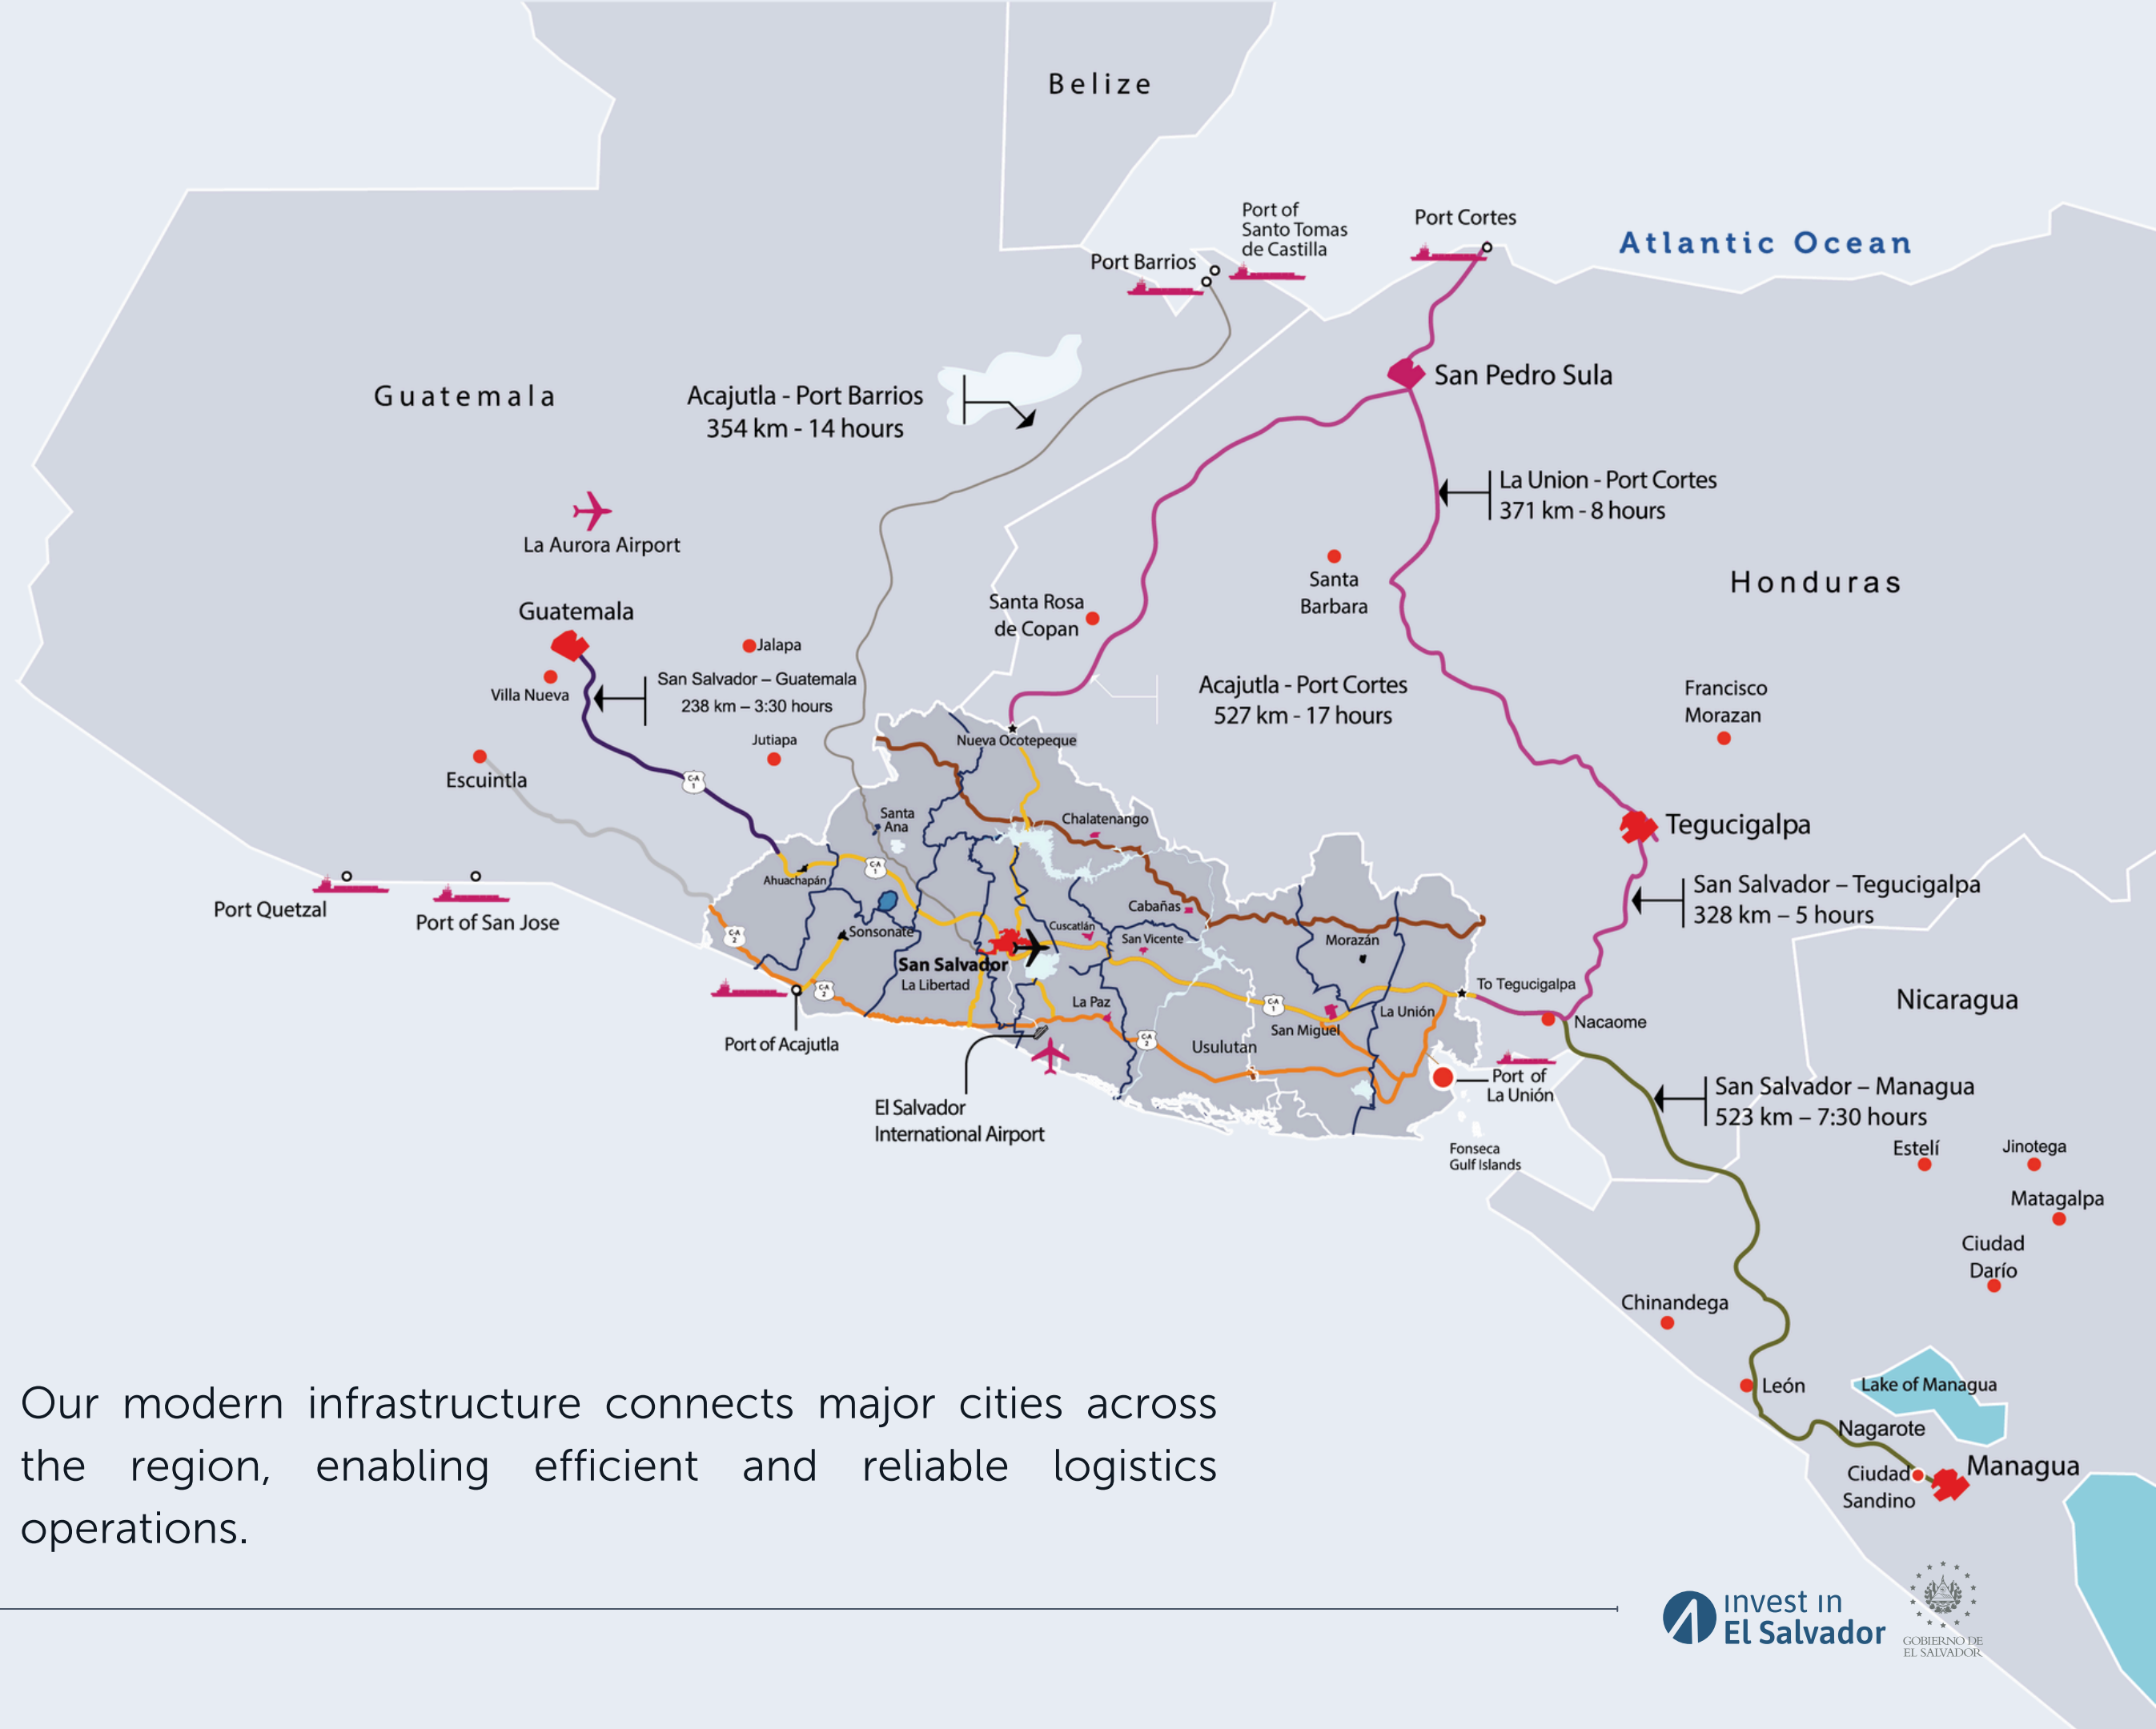 Belize
Port of
Santo Tomas
de Castilla
Port Cortes
Atlantic Ocean
Port Barrios
San Pedro Sula
Guatemala
Acajutla - Port Barrios
354 km - 14 hours
La Union - Port Cortes
371 km - 8 hours
La Aurora Airport
Santa
Barbara
Honduras
Guatemala
Santa Rosa
de Copan
Jalapa
Villa Nueva
San Salvador – Guatemala
238 km – 3:30 hours
Acajutla - Port Cortes
527 km - 17 hours
Francisco
Morazan
Jutiapa
Nueva Ocotepeque
Escuintla
C-A
1
Santa
Ana
Chalatenango
Tegucigalpa
C-A
1
Ahuachapán
San Salvador – Tegucigalpa
328 km – 5 hours
Port Quetzal
Port of San Jose
C-A
2
Sonsonate
Cabañas
Cuscatlán
San Vicente
Morazán
San Salvador
La Libertad
C-A
2
La Paz
C-A
1
To Tegucigalpa
Nicaragua
La Unión
San Miguel
Nacaome
Port of Acajutla
C-A
2
Usulutan
Port of
La Unión
San Salvador – Managua
523 km – 7:30 hours
El Salvador
International Airport
Fonseca
Gulf Islands
Estelí
Jinotega
Matagalpa
Ciudad
Darío
Chinandega
León
Lake of Managua
Nagarote
Managua
Ciudad
Sandino
Our modern infrastructure connects major cities across
the region, enabling efficient and reliable logistics
operations.
invest in
El Salvador
GOBIERNO DE
EL SALVADOR